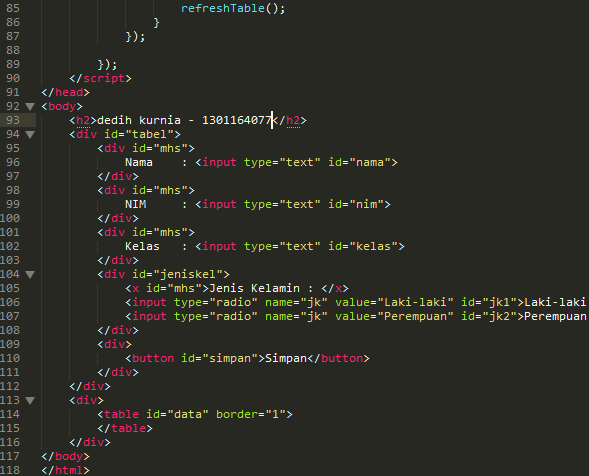 85                     refreshTable();
86                 }
87             });
88
89         });
90     </script>
91 </head>
92 <body>
93     <h2>dedih kurnia - 1301164077</h2>
94     <div id="tabel">
95         <div id="mhs">
96             Nama    : <input type="text" id="nama">
97         </div>
98         <div id="mhs">
99             NIM     : <input type="text" id="nim">
100         </div>
101         <div id="mhs">
102             Kelas   : <input type="text" id="kelas">
103         </div>
104         <div id="jeniskel">
105             <x id="mhs">Jenis Kelamin : </x>
106             <input type="radio" name="jk" value="Laki-laki" id="jk1">Laki-laki
107             <input type="radio" name="jk" value="Perempuan" id="jk2">Perempuan
108         </div>
109         <div>
110             <button id="simpan">Simpan</button>
111         </div>
112     </div>
113     <div>
114         <table id="data" border="1">
115         </table>
116     </div>
117 </body>
118 </html>